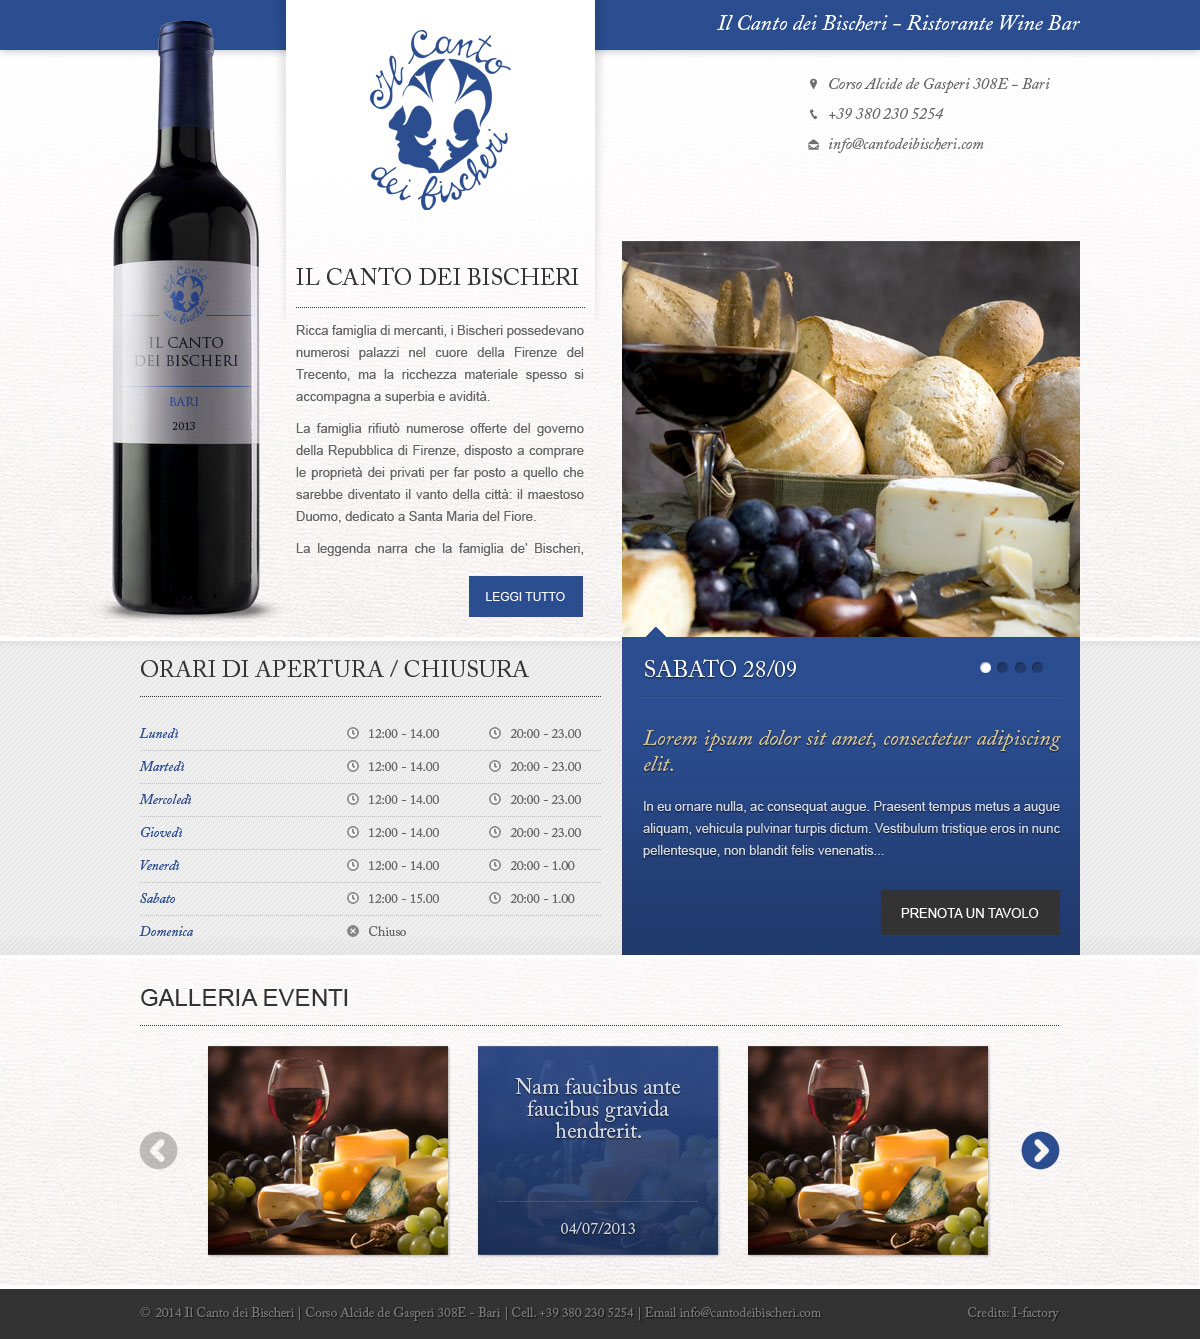 Il Canto dei Bischeri - Ristorante Wine Bar
Corso Alcide de Gasperi 308E - Bari
+39 380 230 5254
info@cantodeibischeri.com
Il Canto
dei Bischeri
Il Canto
dei Bischeri
IL CANTO
DEI BISCHERI
BARI
2013
IL CANTO DEI BISCHERI
Ricca famiglia di mercanti, i Bischeri possedevano
numerosi palazzi nel cuore della Firenze del
Trecento, ma la ricchezza materiale spesso si
accompagna a superbia e avidità.
La famiglia rifiutò numerose offerte del governo
della Repubblica di Firenze, disposto a comprare
le proprietà dei privati per far posto a quello che
sarebbe diventato il vanto della città: il maestoso
Duomo, dedicato a Santa Maria del Fiore.
La leggenda narra che la famiglia de' Bischeri,
LEGGI TUTTO
ORARI DI APERTURA / CHIUSURA
Lunedì 12:00 - 14.00 20:00 - 23.00
Martedì 12:00 - 14.00 20:00 - 23.00
Mercoledì 12:00 - 14.00 20:00 - 23.00
Giovedì 12:00 - 14.00 20:00 - 23.00
Venerdì 12:00 - 14.00 20:00 - 1.00
Sabato 12:00 - 15.00 20:00 - 1.00
Domenica Chiuso
SABATO 28/09
Lorem ipsum dolor sit amet, consectetur adipiscing
elit.
In eu ornare nulla, ac consequat augue. Praesent tempus metus a augue
aliquam, vehicula pulvinar turpis dictum. Vestibulum tristique eros in nunc
pellentesque, non blandit felis venenatis...
PRENOTA UN TAVOLO
GALLERIA EVENTI
Nam faucibus ante
faucibus gravida
hendrerit.
04/07/2013
© 2014 Il Canto dei Bischeri | Corso Alcide de Gasperi 308E - Bari | Cell. +39 380 230 5254 | Email info@cantodeibischeri.com
Credits: I-factory